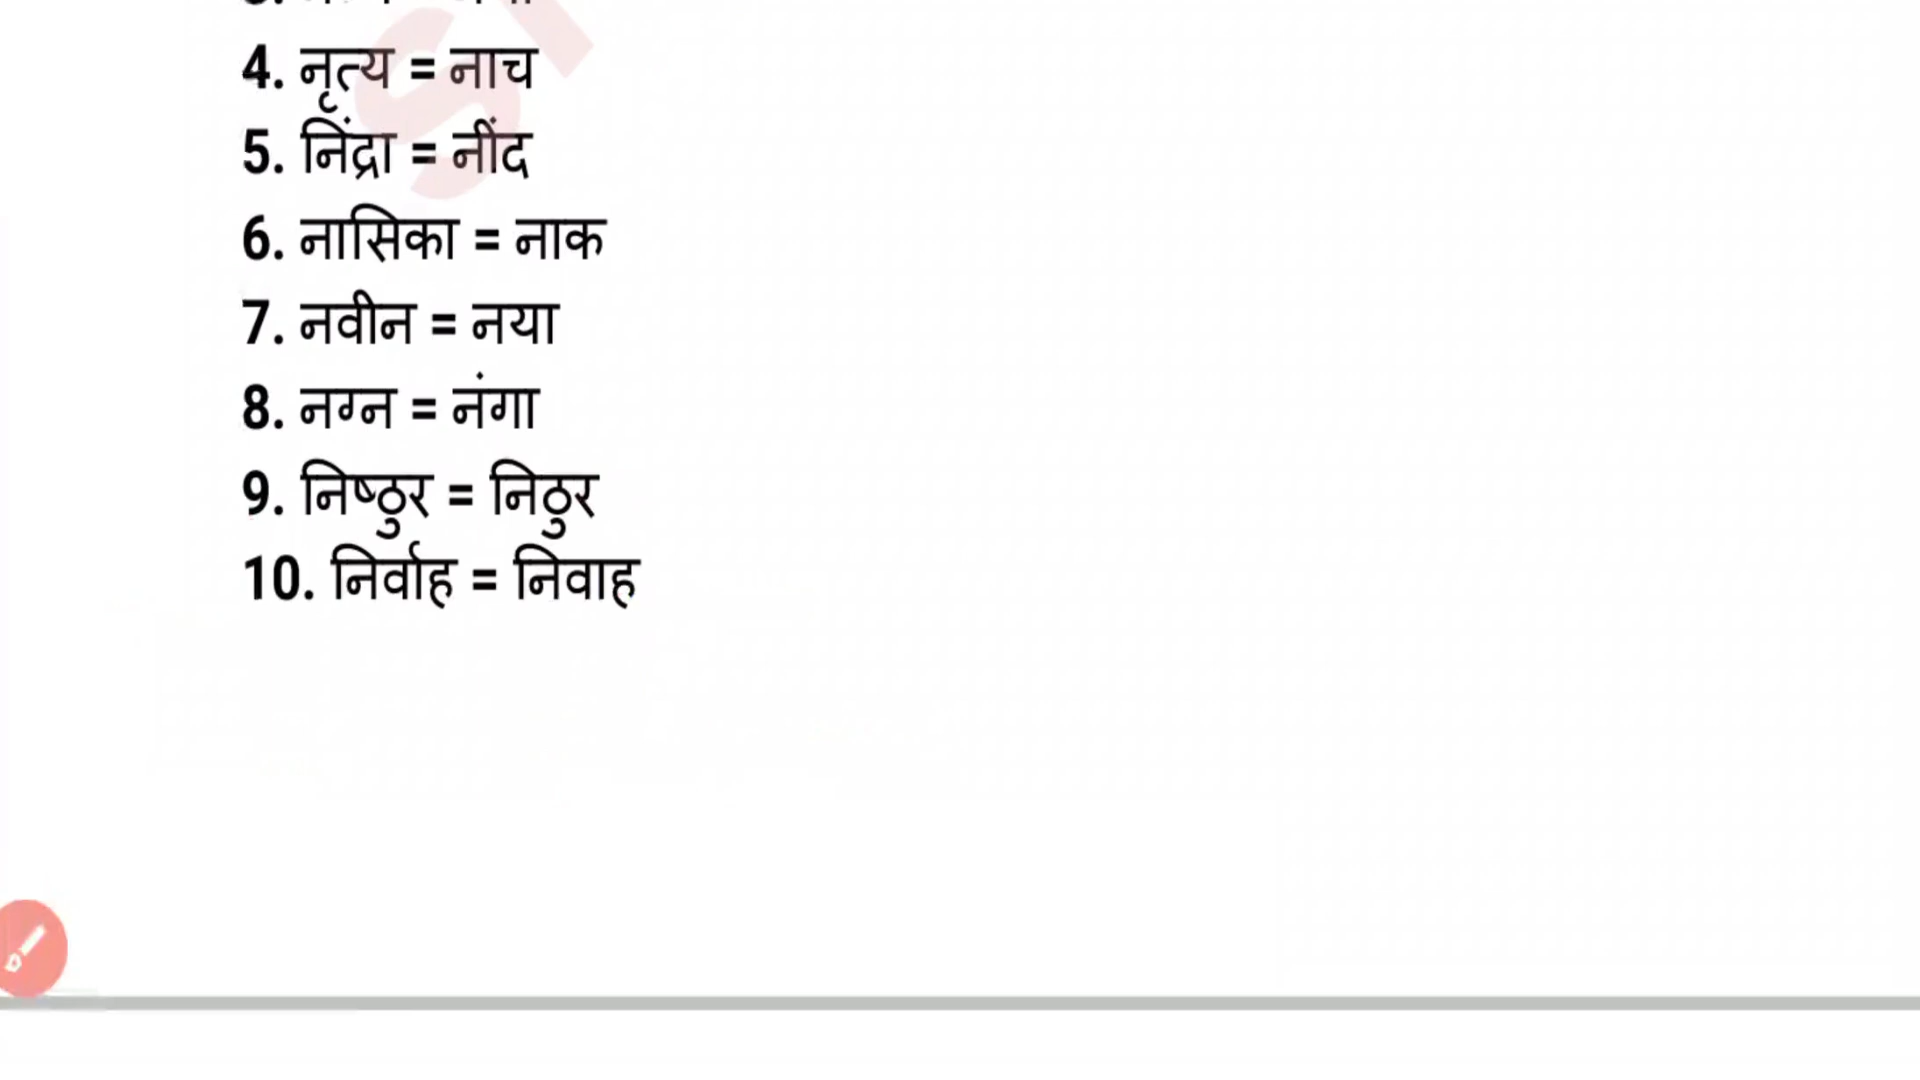 4. नृत्य = नाच
5. निंद्रा = नींद
6. नासिका = नाक
7. नवीन = नया
8. नग्न = नंगा
9. निष्ठुर = निठुर
10. निर्वाह = निवाह